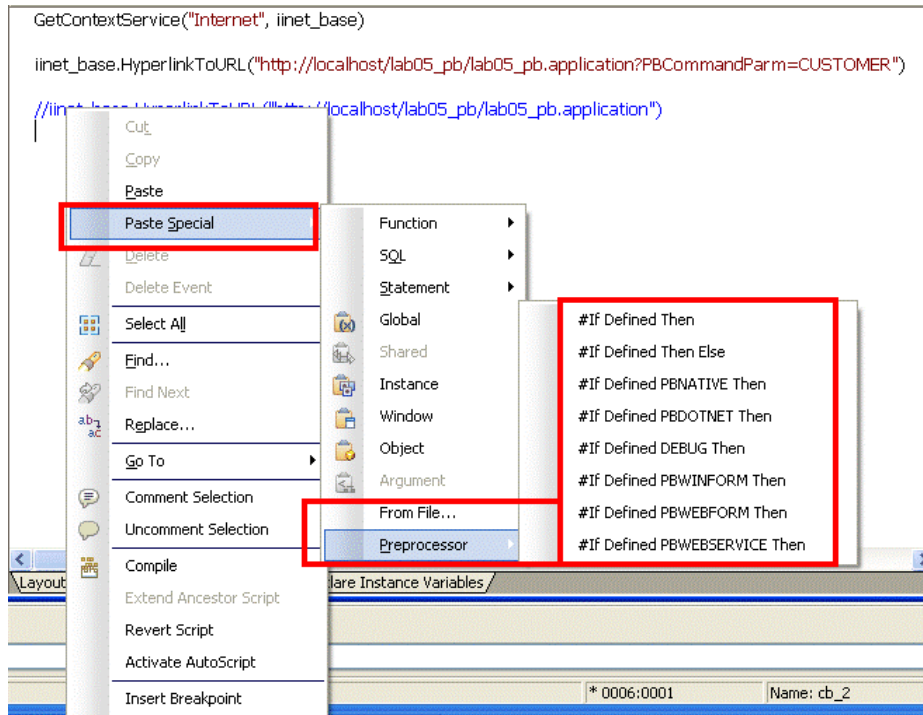 GetContextService("Internet", iinet_base)
iinet_base.HyperlinkToURL("http://localhost/lab05_pb/lab05_pb.application?PBCommandParm=CUSTOMER")
//iinet_base.HyperlinkToURL("http://localhost/lab05_pb/lab05_pb.application")
Cut
Copy
Paste
Paste Special
Delete
Delete Event
Select All
Find...
Find Next
Replace...
Go To
Comment Selection
Uncomment Selection
Compile
Extend Ancestor Script
Revert Script
Activate AutoScript
Insert Breakpoint
Function
SQL
Statement
Global
Shared
Instance
Window
Object
Argument
From File...
Preprocessor
#If Defined Then
#If Defined Then Else
#If Defined PBNATIVE Then
#If Defined PBDOTNET Then
#If Defined DEBUG Then
#If Defined PBWINFORM Then
#If Defined PBWEBFORM Then
#If Defined PBWEBSERVICE Then
Layout
lare Instance Variables
* 0006:0001
Name: cb_2